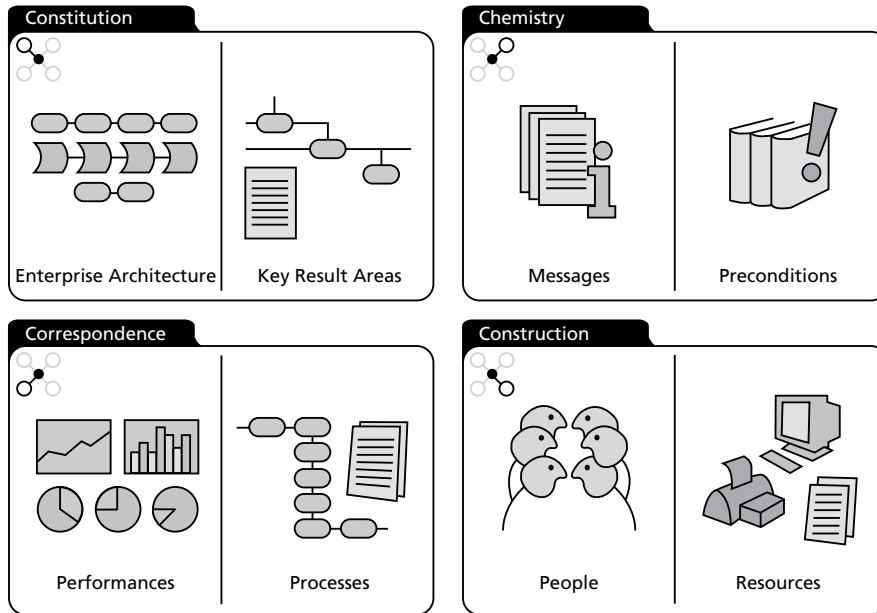 Constitution
Enterprise Architecture
Key Result Areas
Chemistry
Messages
Preconditions
Correspondence
Performances
Processes
Construction
People
Resources